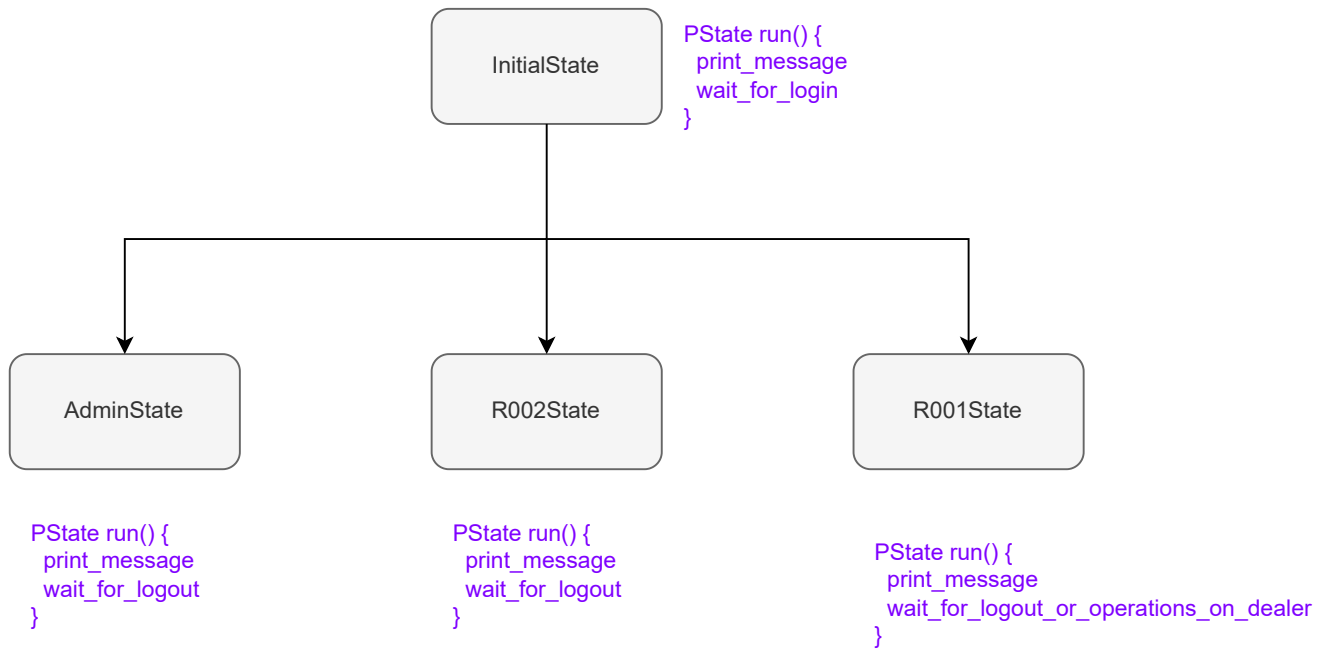 InitialState
PState run() {
print_message
wait_for_login
}
AdminState
R002State
R001State
PState run() {
print_message
wait_for_logout
}
PState run() {
print_message
wait_for_logout
}
PState run() {
print_message
wait_for_logout_or_operations_on_dealer
}